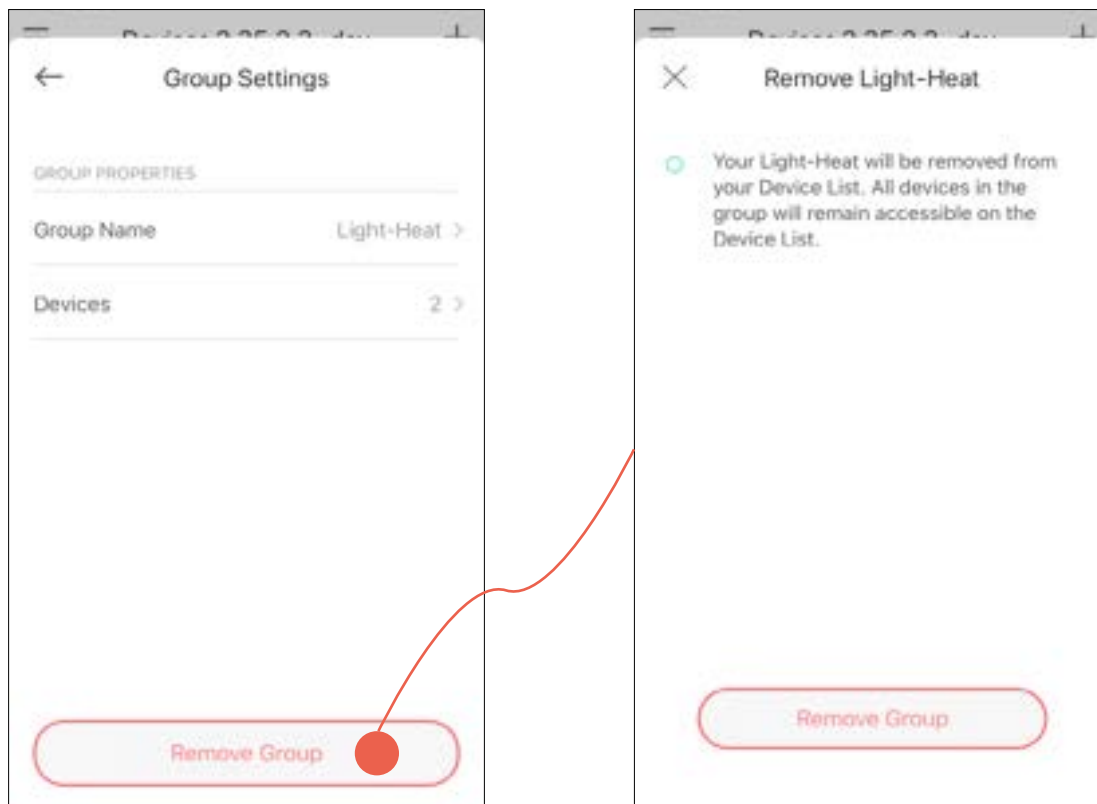 Group Settings
GROUP PROPERTIES
Group Name Light-Heat >
Devices 2 >
Remove Group
Remove Light-Heat
Your Light-Heat will be removed from
your Device List. All devices in the
group will remain accessible on the
Device List.
Remove Group